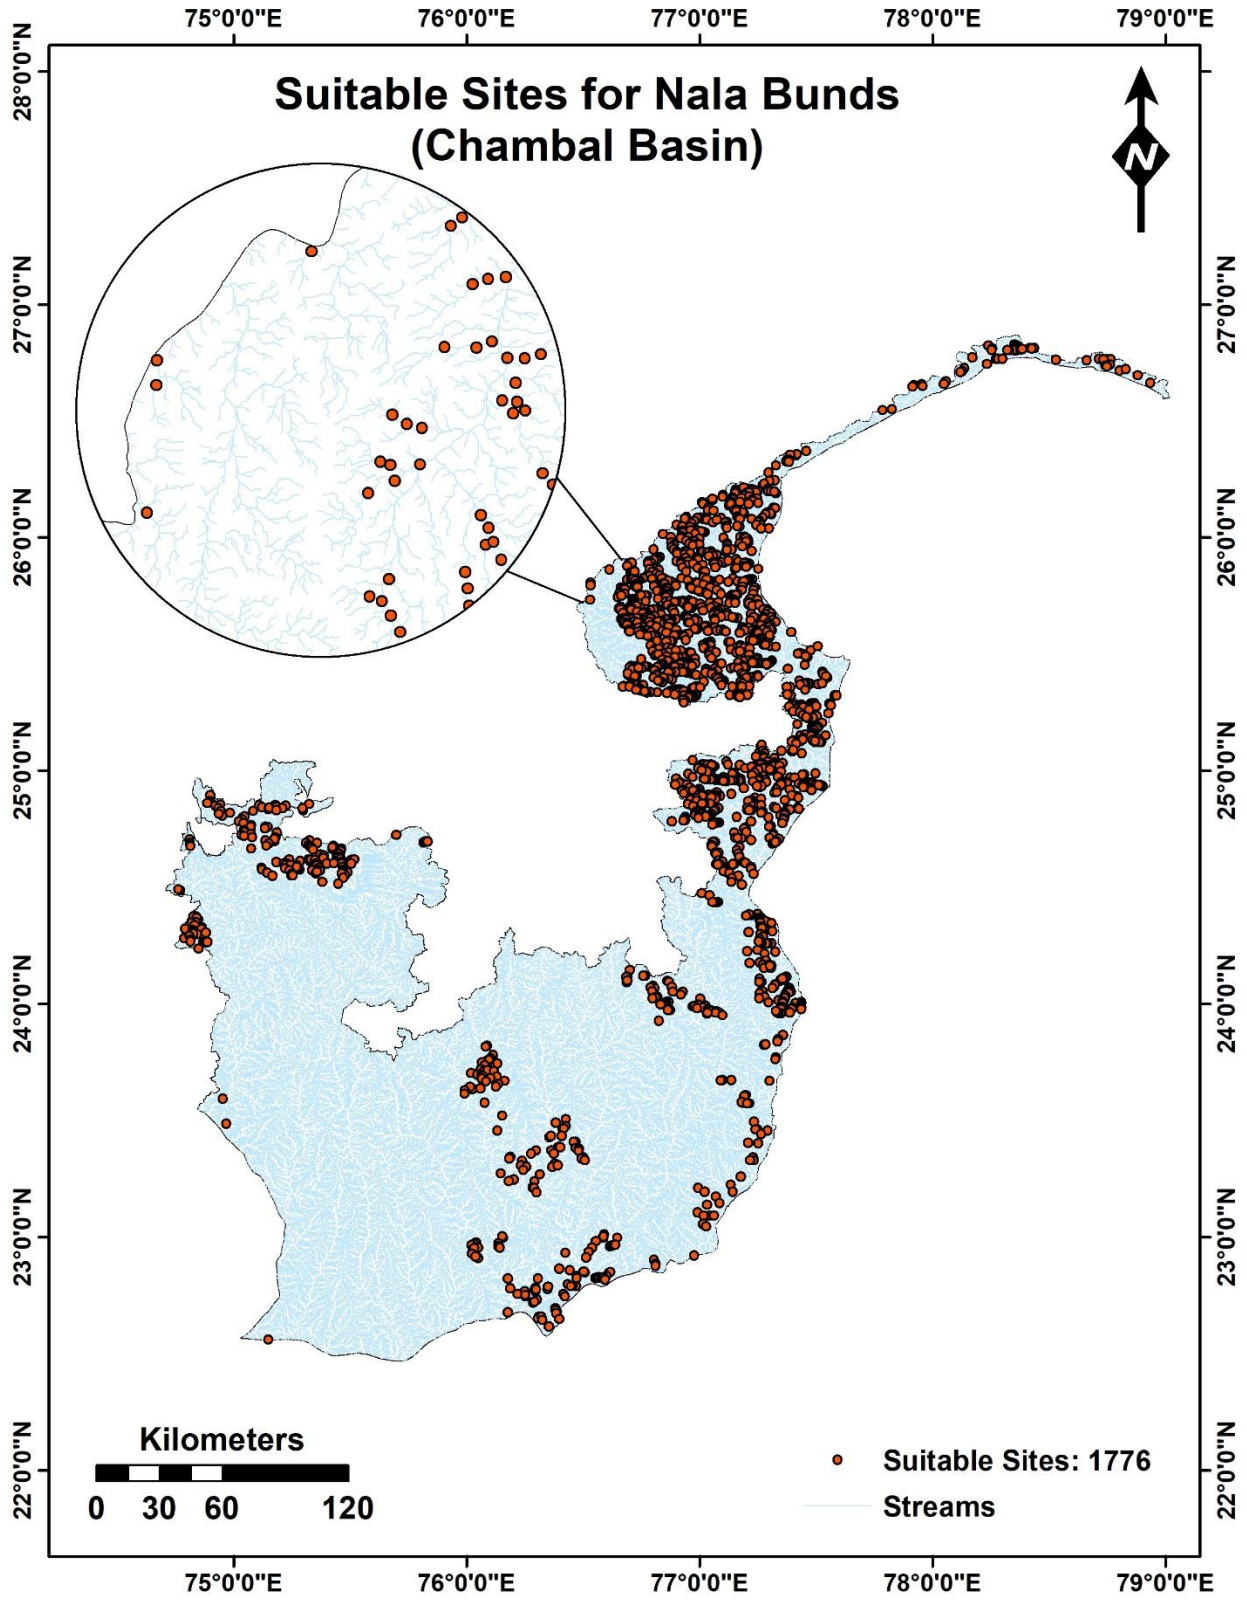 75°0'0"E 76°0'0"E 77°0'0"E 78°0'0"E 79°0'0"E
Suitable Sites for Nala Bunds
(Chambal Basin)
N
28°0'0"N
27°0'0"N
26°0'0"N
25°0'0"N
24°0'0"N
23°0'0"N
22°0'0"N
27°0'0"N
26°0'0"N
25°0'0"N
24°0'0"N
23°0'0"N
22°0'0"N
Kilometers
0 30 60 120
Suitable Sites: 1776
Streams
75°0'0"E 76°0'0"E 77°0'0"E 78°0'0"E 79°0'0"E